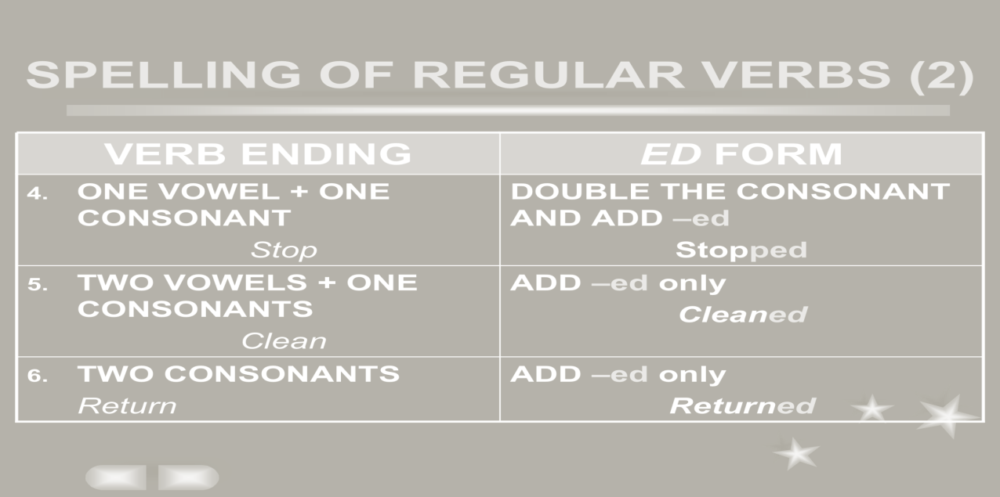 SPELLING OF REGULAR VERBS (2)
VERB ENDING
ED FORM
4. ONE VOWEL + ONE
CONSONANT
Stop
DOUBLE THE CONSONANT
AND ADD –ed
Stopped
5. TWO VOWELS + ONE
CONSONANTS
Clean
ADD –ed only
Cleaned
6. TWO CONSONANTS
Return
ADD –ed only
Returned